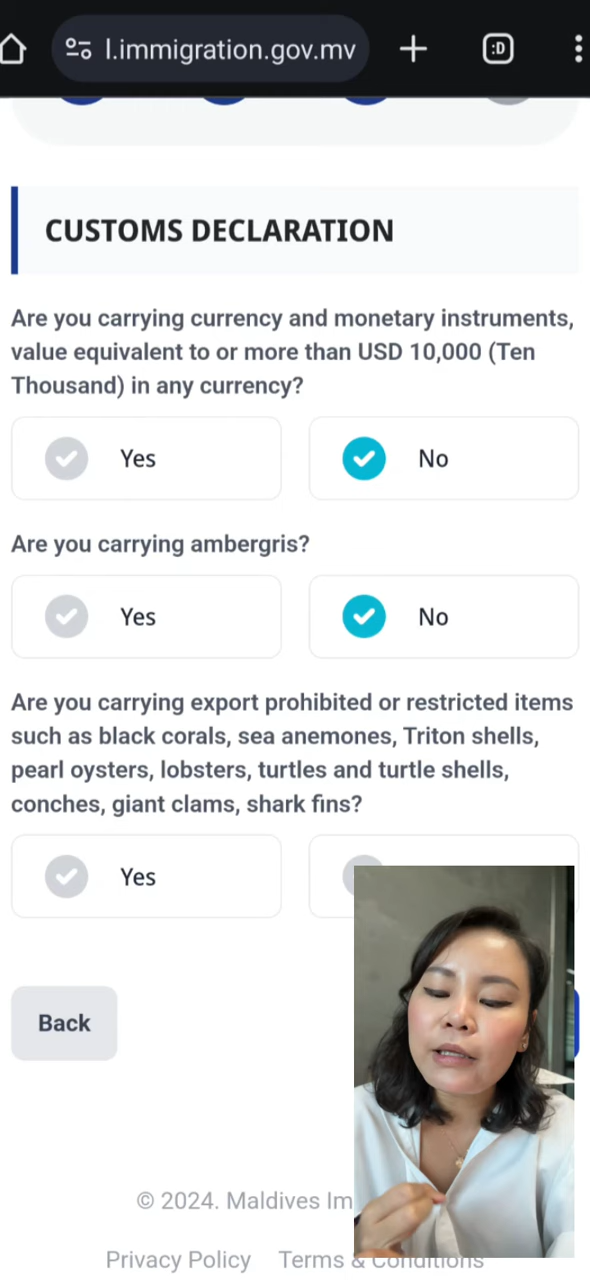 l.immigration.gov.mv
:D
CUSTOMS DECLARATION
Are you carrying currency and monetary instruments,
value equivalent to or more than USD 10,000 (Ten
Thousand) in any currency?
Yes
No
Are you carrying ambergris?
Yes
No
Are you carrying export prohibited or restricted items
such as black corals, sea anemones, Triton shells,
pearl oysters, lobsters, turtles and turtle shells,
conches, giant clams, shark fins?
Yes
Back
© 2024. Maldives Im
Privacy Policy Terms & Conditions